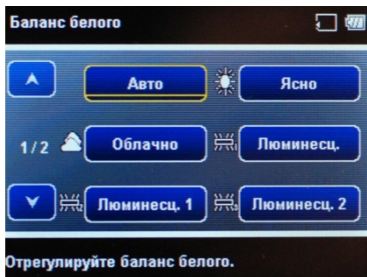 Баланс белого
Авто
Ясно
1/2
Облачно
Люминесц.
Люминесц. 1
Люминесц. 2
Отрегулируйте баланс белого.